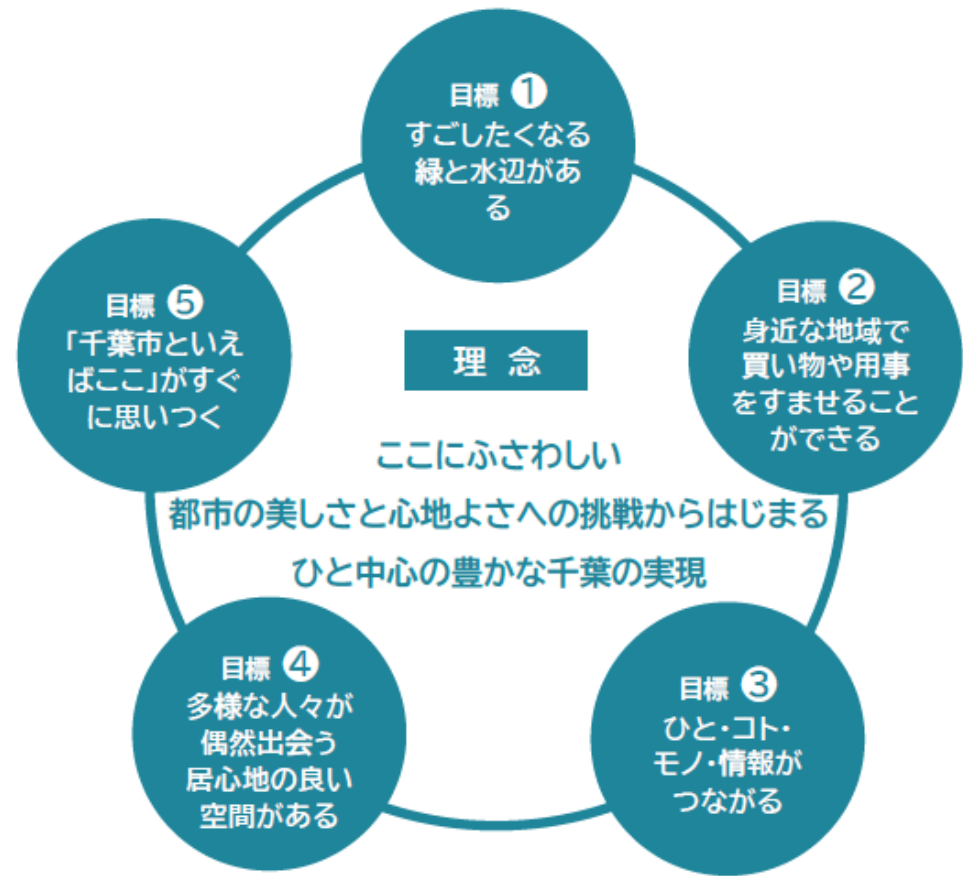 目標 ❶
すごしたくなる
緑と水辺があ
る
目標 ❷
身近な地域で
買い物や用事
をすませること
ができる
目標 ❸
ひと・コト・
モノ・情報が
つながる
目標 ❹
多様な人々が
偶然出会う
居心地の良い
空間がある
目標 ❺
「千葉市といえ
ばここ」がすぐ
に思いつく
理 念
ここにふさわしい
都市の美しさと心地よさへの挑戦からはじまる
ひと中心の豊かな千葉の実現